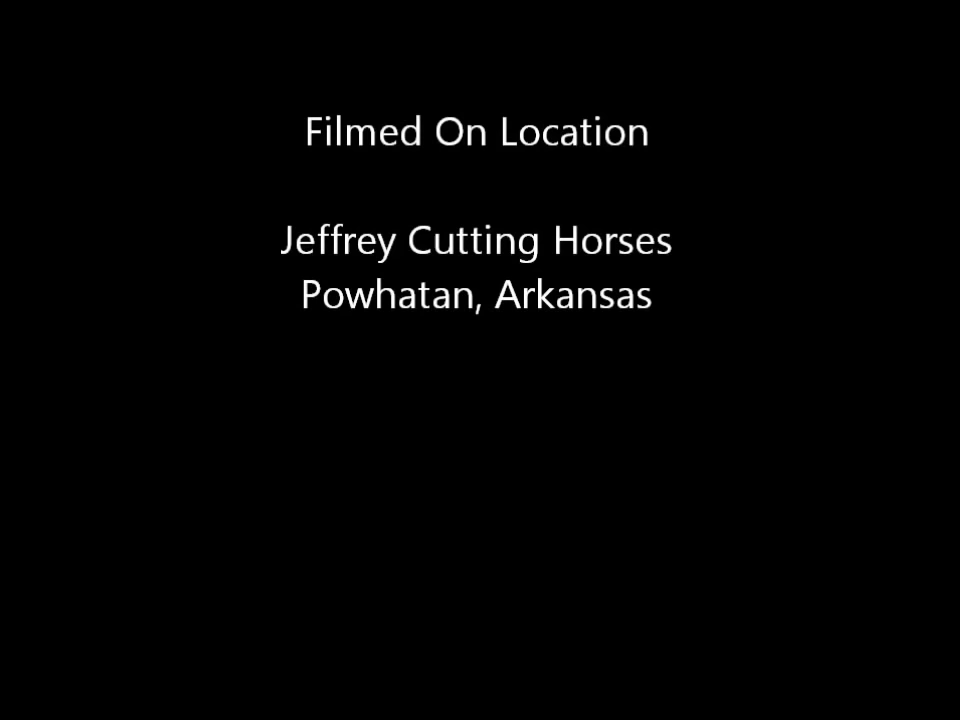 Filmed On Location
Jeffrey Cutting Horses
Powhatan, Arkansas